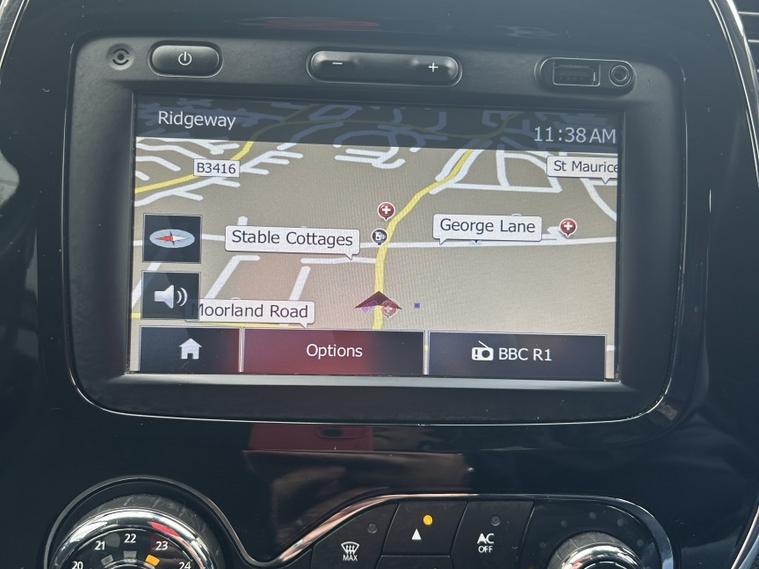 Ridgeway
11:38 AM
B3416
St Maurice
Stable Cottages
George Lane
Moorland Road
Options
BBC R1
20 21 22 23 24
MAX
AC
OFF